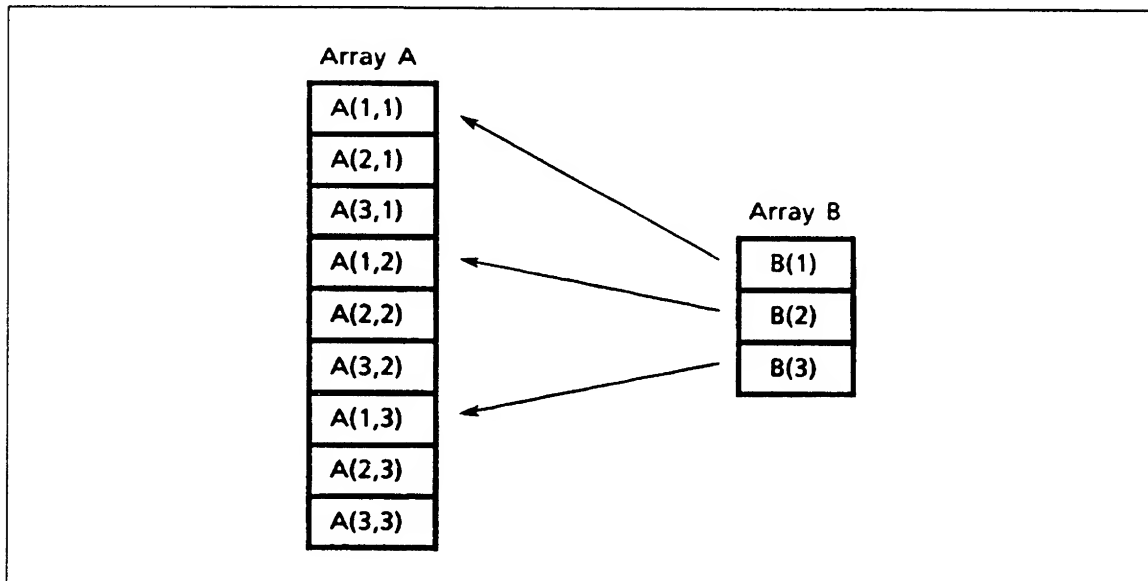 Array A
A(1,1)
A(2,1)
A(3,1)
A(1,2)
A(2,2)
A(3,2)
A(1,3)
A(2,3)
A(3,3)
Array B
B(1)
B(2)
B(3)